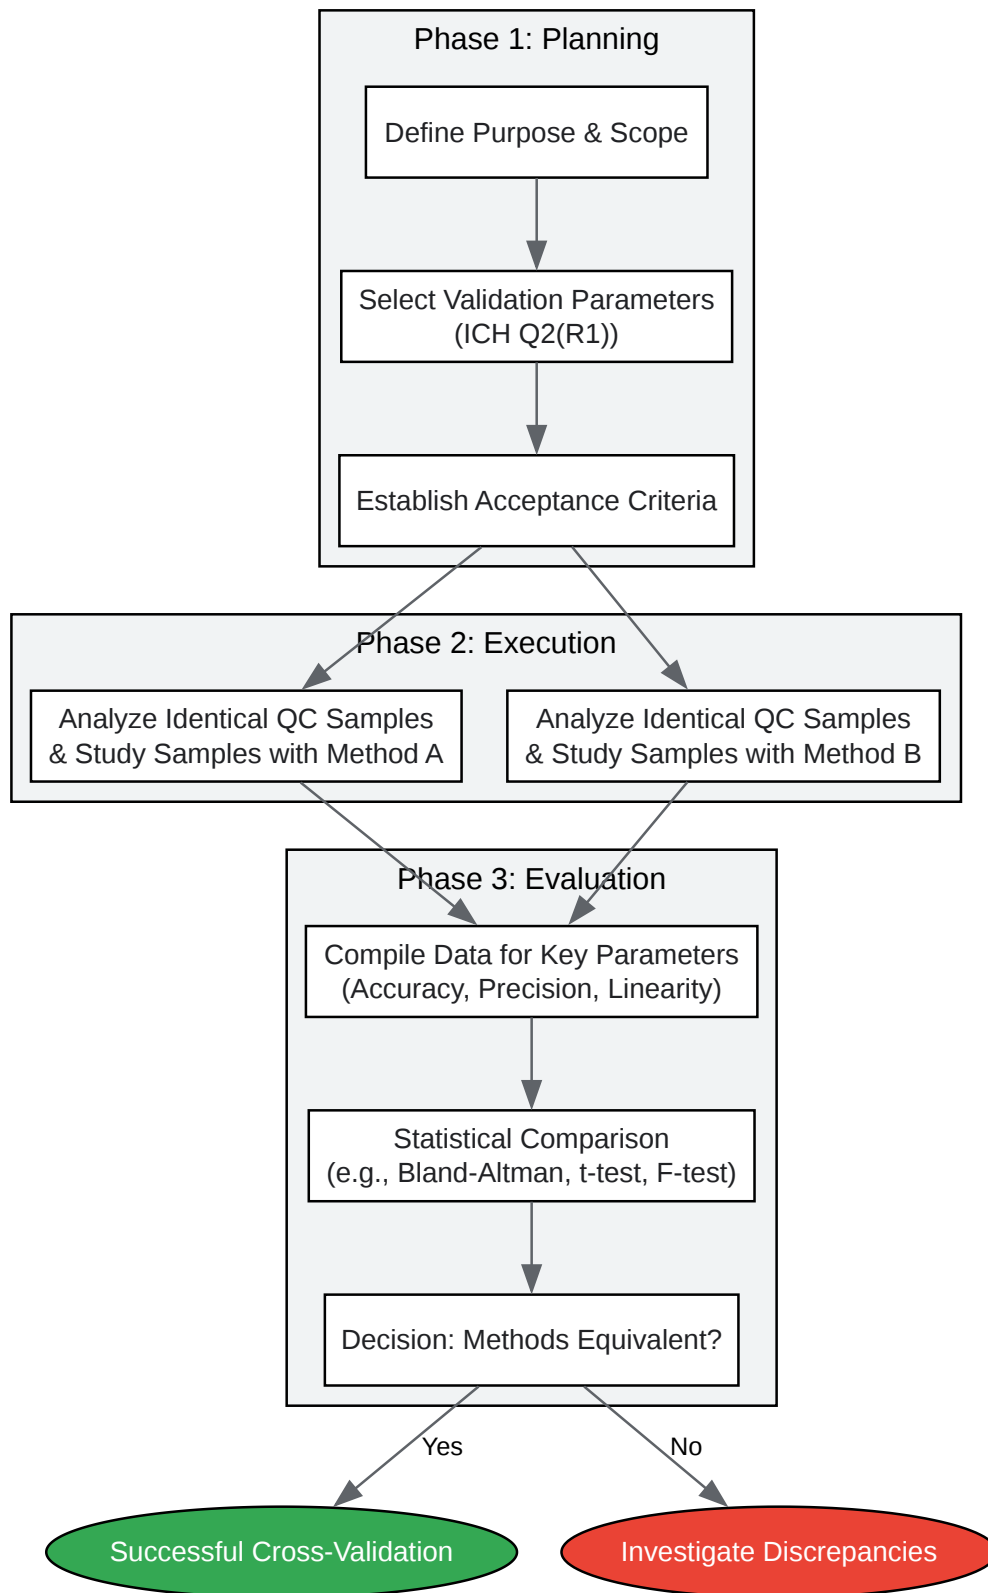 Phase 1: Planning
Define Purpose & Scope
Select Validation Parameters
(ICH Q2(R1))
Establish Acceptance Criteria
Phase 2: Execution
Analyze Identical QC Samples
& Study Samples with Method A
Analyze Identical QC Samples
& Study Samples with Method B
Phase 3: Evaluation
Compile Data for Key Parameters
(Accuracy, Precision, Linearity)
Statistical Comparison
(e.g., Bland-Altman, t-test, F-test)
Decision: Methods Equivalent?
Yes
No
Successful Cross-Validation
Investigate Discrepancies